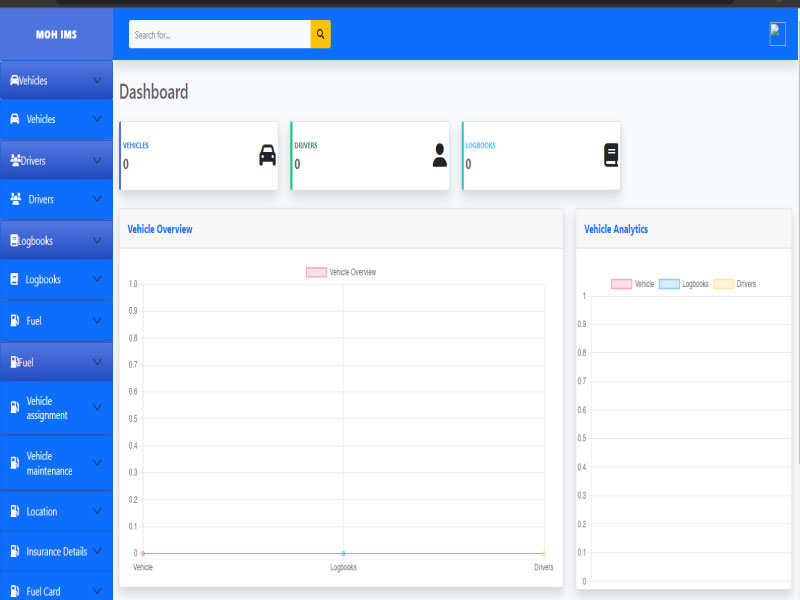 MOH IMS
Search for...
Vehicles
Vehicles
Drivers
Drivers
Logbooks
Logbooks
Fuel
Fuel
Vehicle
assignment
Vehicle
maintenance
Location
Insurance Details
Fuel Card
Dashboard
VEHICLES
0
DRIVERS
0
LOGBOOKS
0
Vehicle Overview
Vehicle Overview
1.0
0.9
0.8
0.7
0.6
0.5
0.4
0.3
0.2
0.1
0
Vehicle Logbooks Drivers
Vehicle Analytics
Vehicle Logbooks Drivers
1
0.9
0.8
0.7
0.6
0.5
0.4
0.3
0.2
0.1
0